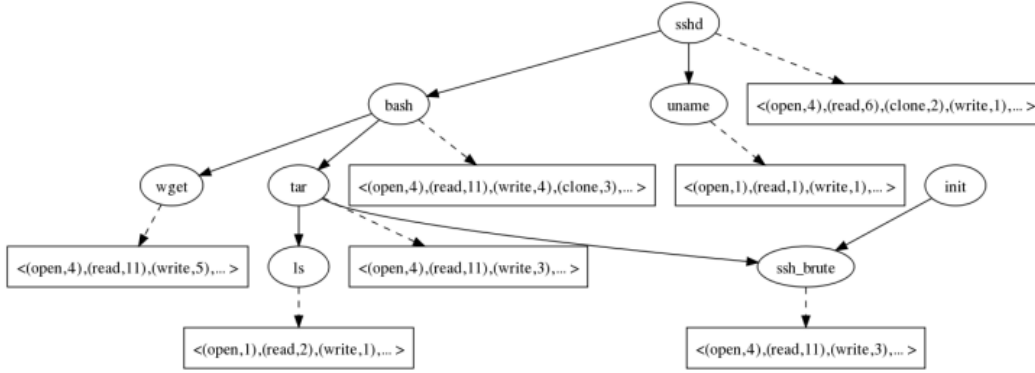 sshd
bash
uname
<(open,4),(read,6),(clone,2),(write,1),... >
wget
tar
<(open,4),(read,11),(write,4),(clone,3),... >
<(open,1),(read,1),(write,1),... >
init
<(open,4),(read,11),(write,5),... >
ls
<(open,4),(read,11),(write,3),... >
ssh_brute
<(open,1),(read,2),(write,1),... >
<(open,4),(read,11),(write,3),... >